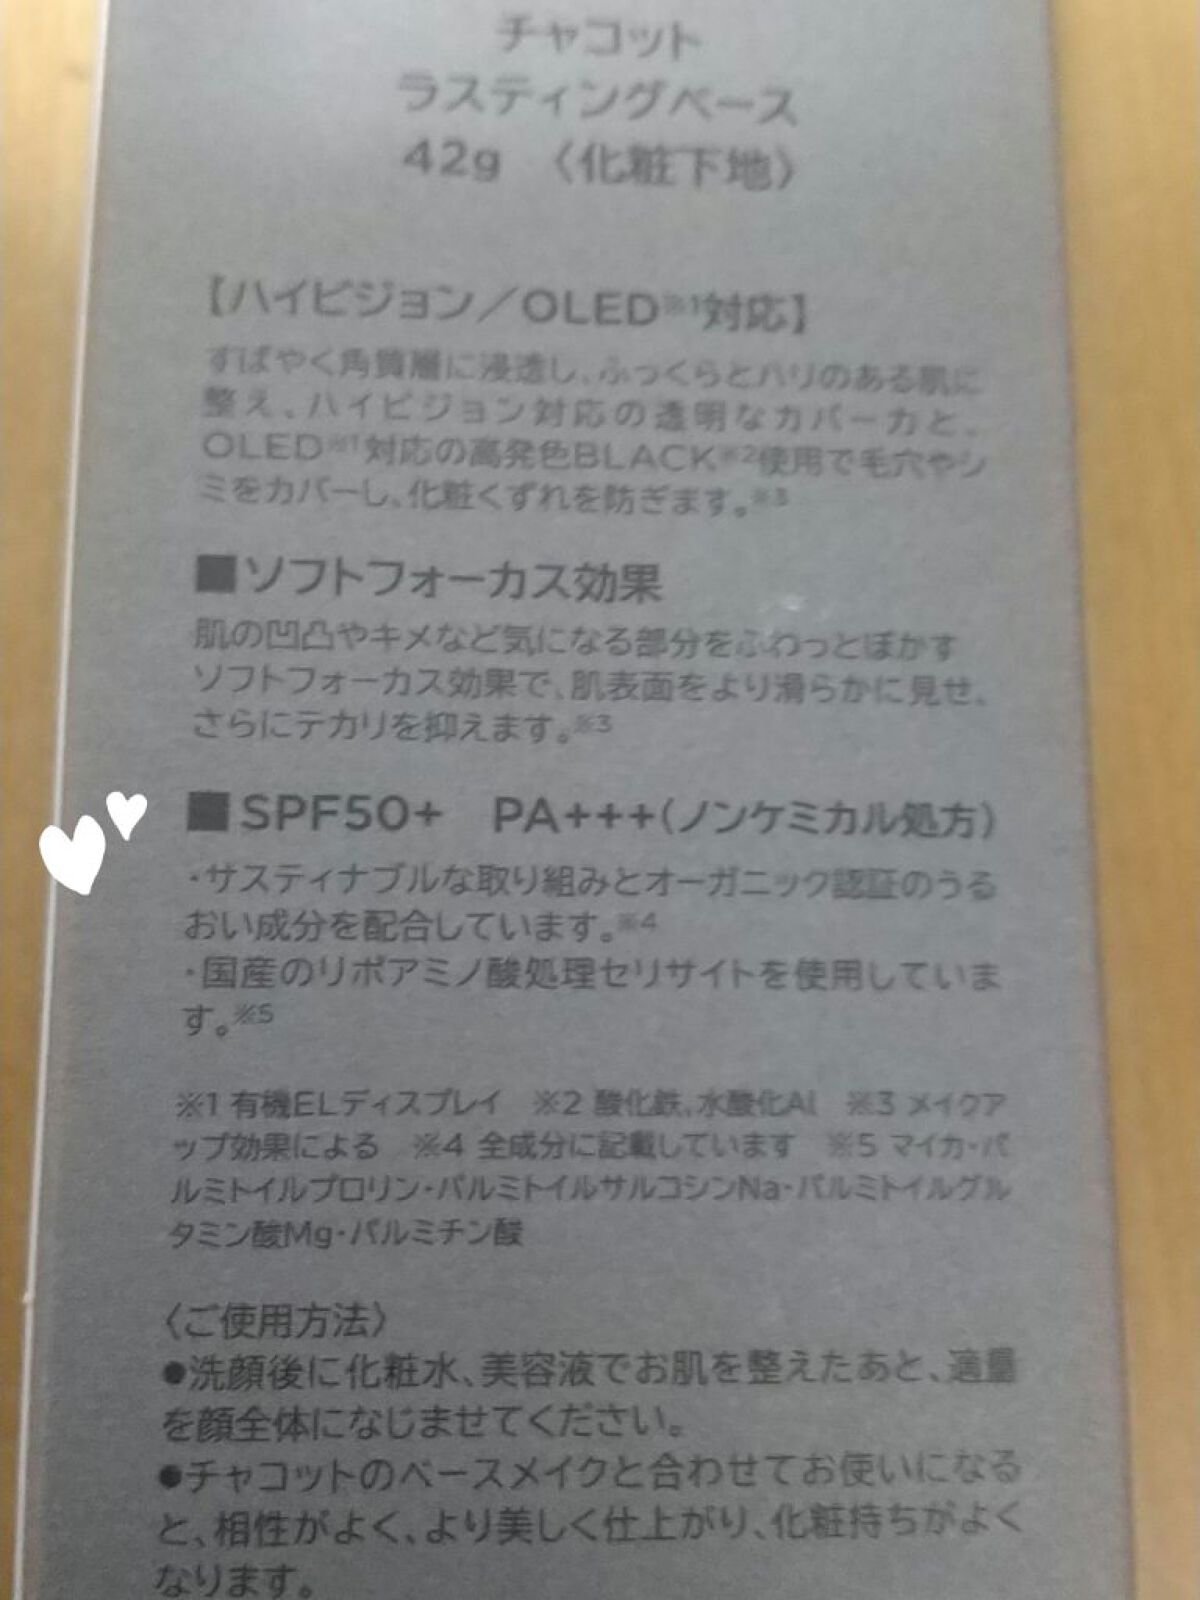 チャコット
ラスティングベース
42g 〈化粧下地〉
【ハイビジョン／OLED※1対応】
すばやく角質層に浸透し、ふっくらとハリのある肌に
整え、ハイビジョン対応の透明なカバー力と、
OLED※1対応の高発色BLACK※2使用で毛穴やシ
ミをカバーし、化粧くずれを防ぎます。※3
■ソフトフォーカス効果
肌の凹凸やキメなど気になる部分をふわっとぼかす
ソフトフォーカス効果で、肌表面をより滑らかに見せ、
さらにテカリを抑えます。※3
■SPF50+ PA+++(ノンケミカル処方)
・サスティナブルな取り組みとオーガニック認証のうる
おい成分を配合しています。※4
・国産のリポアミノ酸処理セリサイトを使用していま
す。※5
※1 有機ELディスプレイ ※2 酸化鉄、水酸化Al ※3 メイクア
ップ効果による ※4 全成分に記載しています ※5 マイカ・パ
ルミトイルプロリン・パルミトイルサルコシンNa・パルミトイルグル
タミン酸Mg・パルミチン酸
〈ご使用方法〉
●洗顔後に化粧水、美容液でお肌を整えたあと、適量
を顔全体になじませてください。
●チャコットのベースメイクと合わせてお使いになる
と、相性がよく、より美しく仕上がり、化粧持ちがよく
なります。